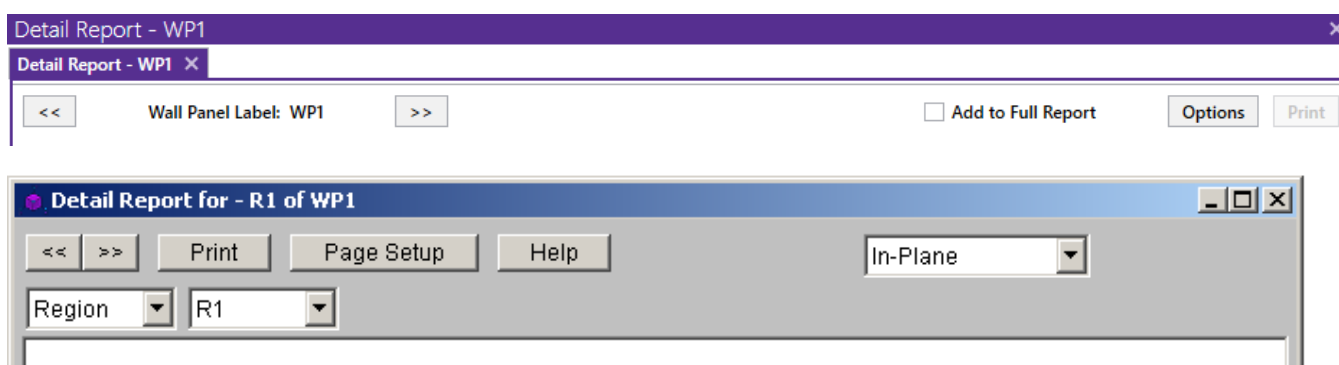 Detail Report - WP1
Detail Report - WP1
<< Wall Panel Label: WP1 >> Add to Full Report Options Print
Detail Report for - R1 of WP1
<< >> Print Page Setup Help In-Plane
Region R1